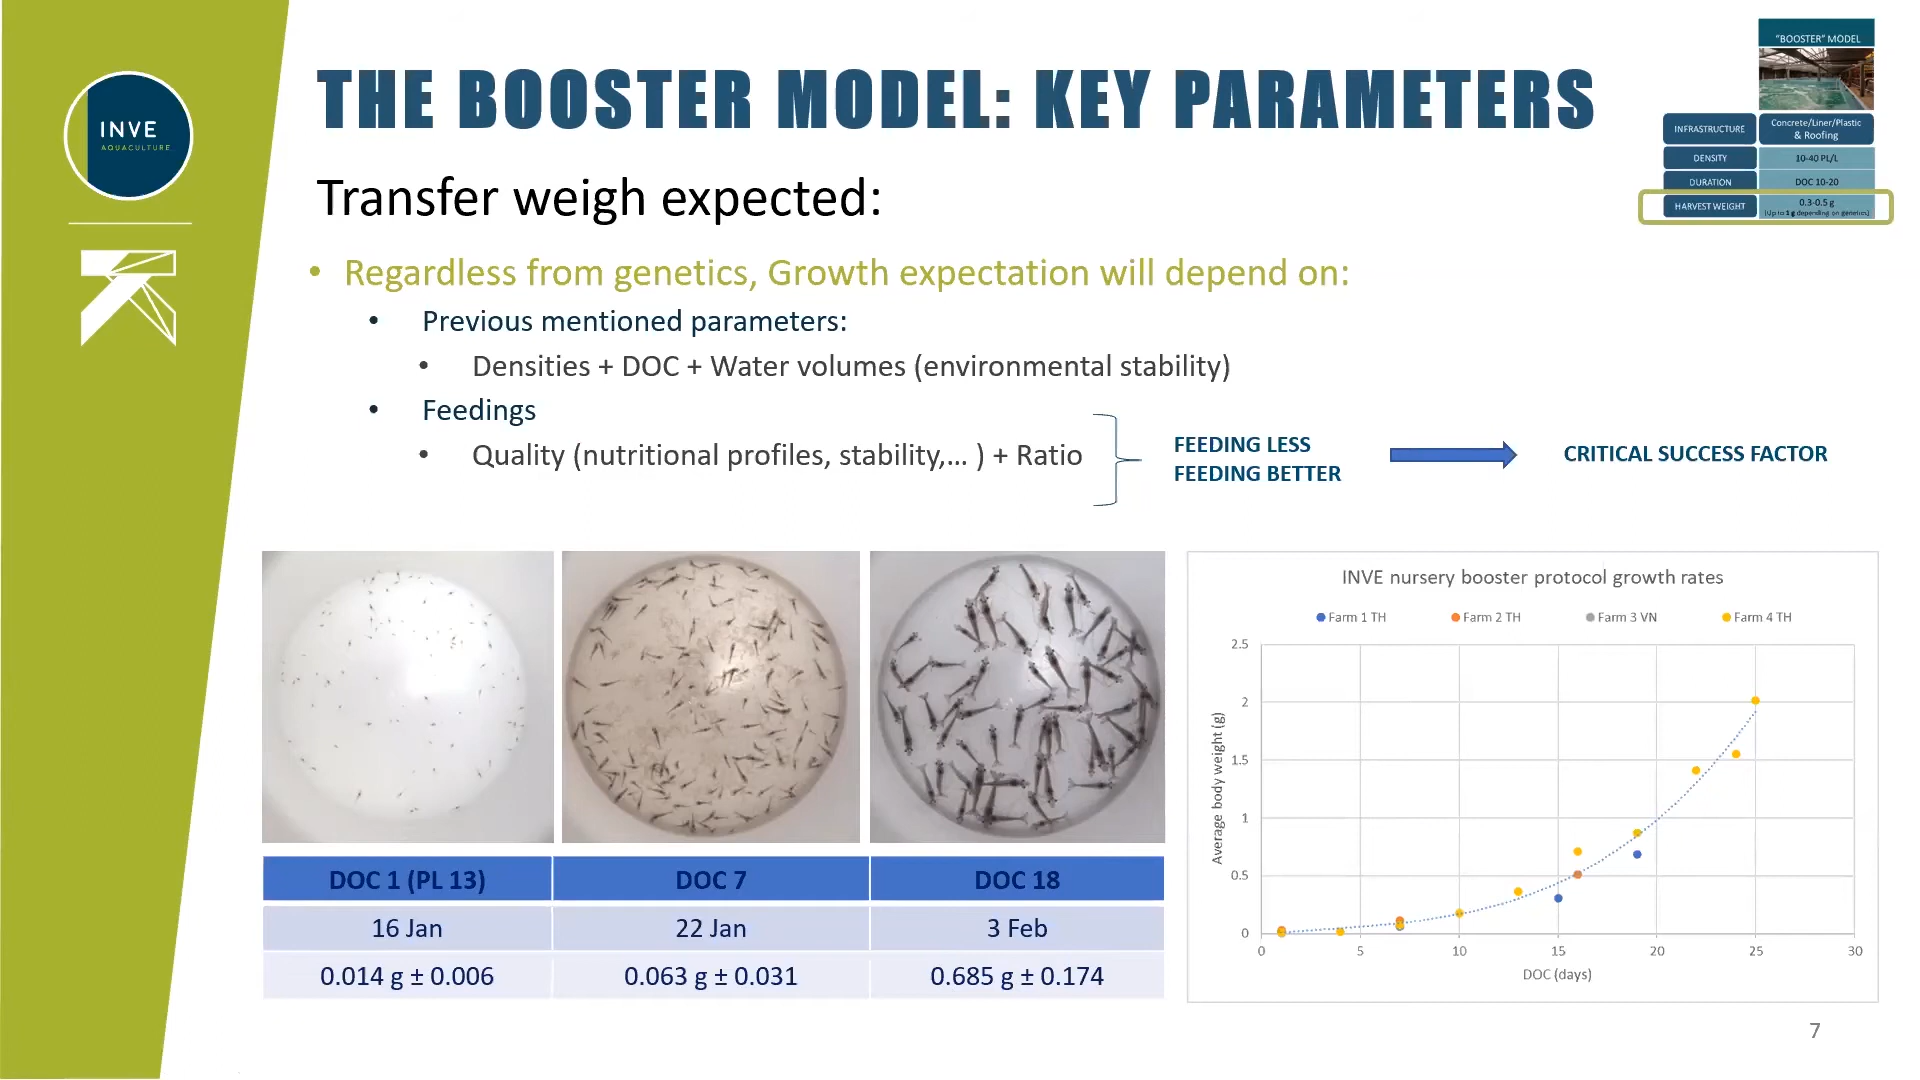 INVE
AQUACULTURE
THE BOOSTER MODEL: KEY PARAMETERS
"BOOSTER" MODEL
INFRASTRUCTURE
Concrete/Liner/Plastic
& Roofing
DENSITY
10-40 PL/L
DURATION
DOC 10-20
HARVEST WEIGHT
0.3-0.5 g
(Up to 1 g depending on genetics)
Transfer weigh expected:
• Regardless from genetics, Growth expectation will depend on:
• Previous mentioned parameters:
• Densities + DOC + Water volumes (environmental stability)
• Feedings
• Quality (nutritional profiles, stability,... ) + Ratio
FEEDING LESS
FEEDING BETTER
CRITICAL SUCCESS FACTOR
DOC 1 (PL 13) DOC 7 DOC 18
16 Jan 22 Jan 3 Feb
0.014 g ± 0.006 0.063 g ± 0.031 0.685 g ± 0.174
INVE nursery booster protocol growth rates
Farm 1 TH Farm 2 TH Farm 3 VN Farm 4 TH
2.5
2
1.5
1
0.5
0
Average body weight (g)
0 5 10 15 20 25 30
DOC (days)
7